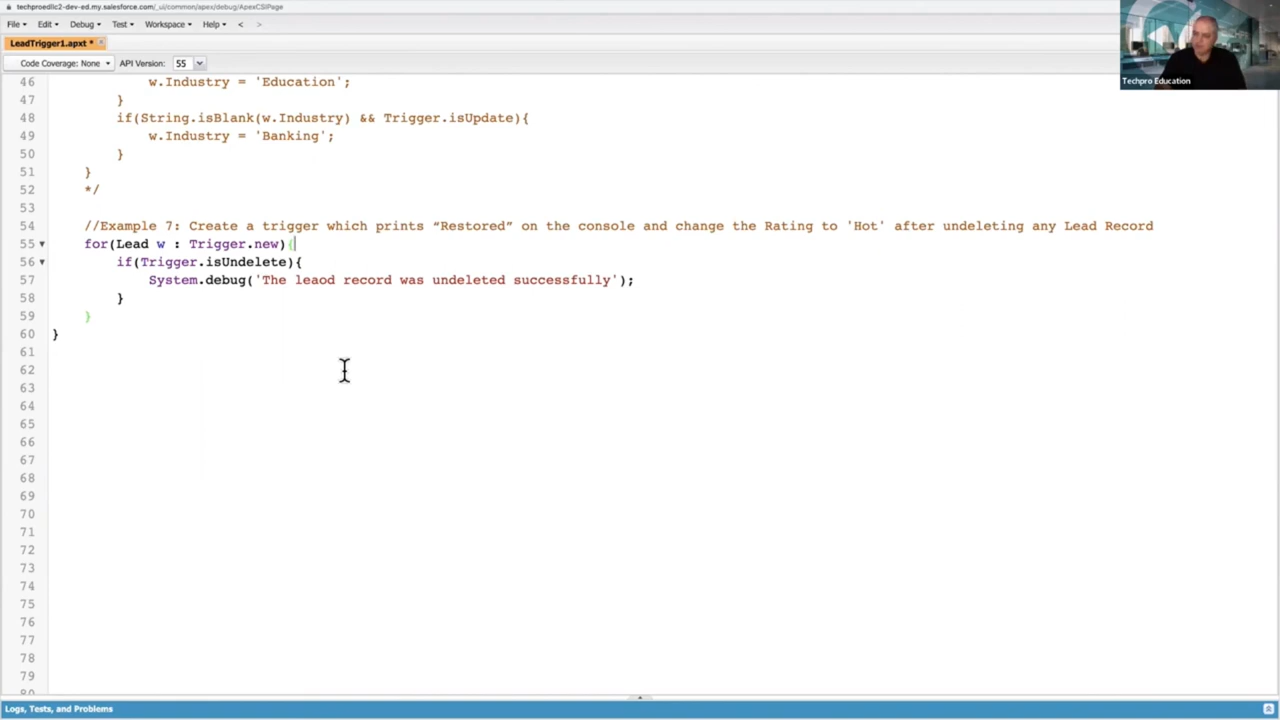 techproedllc2-dev-ed.my.salesforce.com/_ui/common/apex/debug/ApexCSIPage
File Edit Debug Test Workspace Help < >
LeadTrigger1.apxt *
Code Coverage: None API Version: 55
Techpro Education
46 w.Industry = 'Education';
47 }
48 if(String.isBlank(w.Industry) && Trigger.isUpdate){
49 w.Industry = 'Banking';
50 }
51 }
52 */
53
54 //Example 7: Create a trigger which prints “Restored” on the console and change the Rating to 'Hot' after undeleting any Lead Record
55 for(Lead w : Trigger.new){
56 if(Trigger.isUndelete){
57 System.debug('The leaod record was undeleted successfully');
58 }
59 }
60 }
61
62
63
64
65
66
67
68
69
70
71
72
73
74
75
76
77
78
79
80
Logs, Tests, and Problems